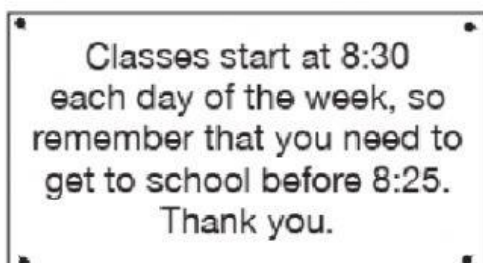 Classes start at 8:30
each day of the week, so
remember that you need to
get to school before 8:25.
Thank you.